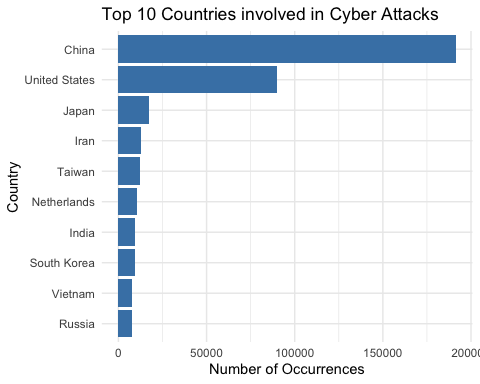 Top 10 Countries involved in Cyber Attacks
Country
China
United States
Japan
Iran
Taiwan
Netherlands
India
South Korea
Vietnam
Russia
0 50000 100000 150000 20000
Number of Occurrences